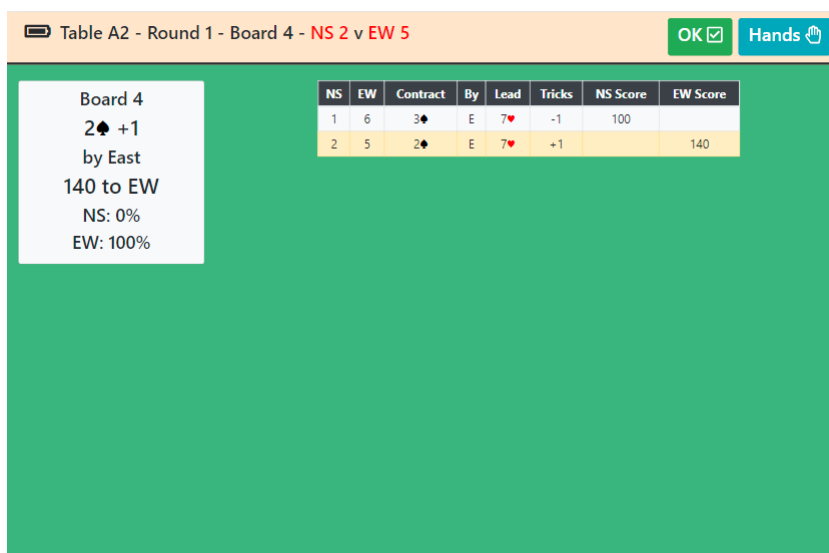 Table A2 - Round 1 - Board 4 - NS 2 v EW 5
OK
Hands
Board 4
2♠ +1
by East
140 to EW
NS: 0%
EW: 100%
NS EW Contract By Lead Tricks NS Score EW Score
1 6 3♠ E 7♥ -1 100
2 5 2♠ E 7♥ +1 140